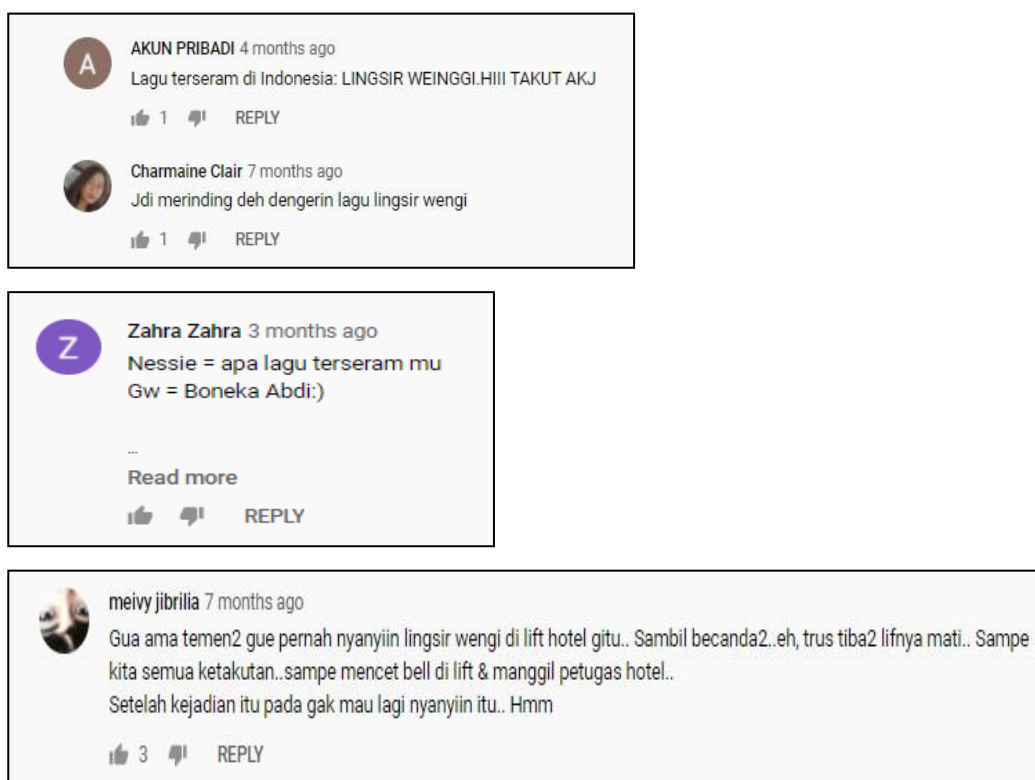 A
AKUN PRIBADI 4 months ago
Lagu terseram di Indonesia: LINGSIR WEINGGI.HIII TAKUT AKJ
1 REPLY
Charmaine Clair 7 months ago
Jdi merinding deh dengerin lagu lingsir wengi
1 REPLY
Z
Zahra Zahra 3 months ago
Nessie = apa lagu terseram mu
Gw = Boneka Abdi:)
...
Read more
REPLY
meivy jibrilia 7 months ago
Gua ama temen2 gue pernah nyanyiin lingsir wengi di lift hotel gitu.. Sambil becanda2..eh, trus tiba2 lifnya mati.. Sampe
kita semua ketakutan..sampe mencet bell di lift & manggil petugas hotel..
Setelah kejadian itu pada gak mau lagi nyanyiin itu.. Hmm
3 REPLY